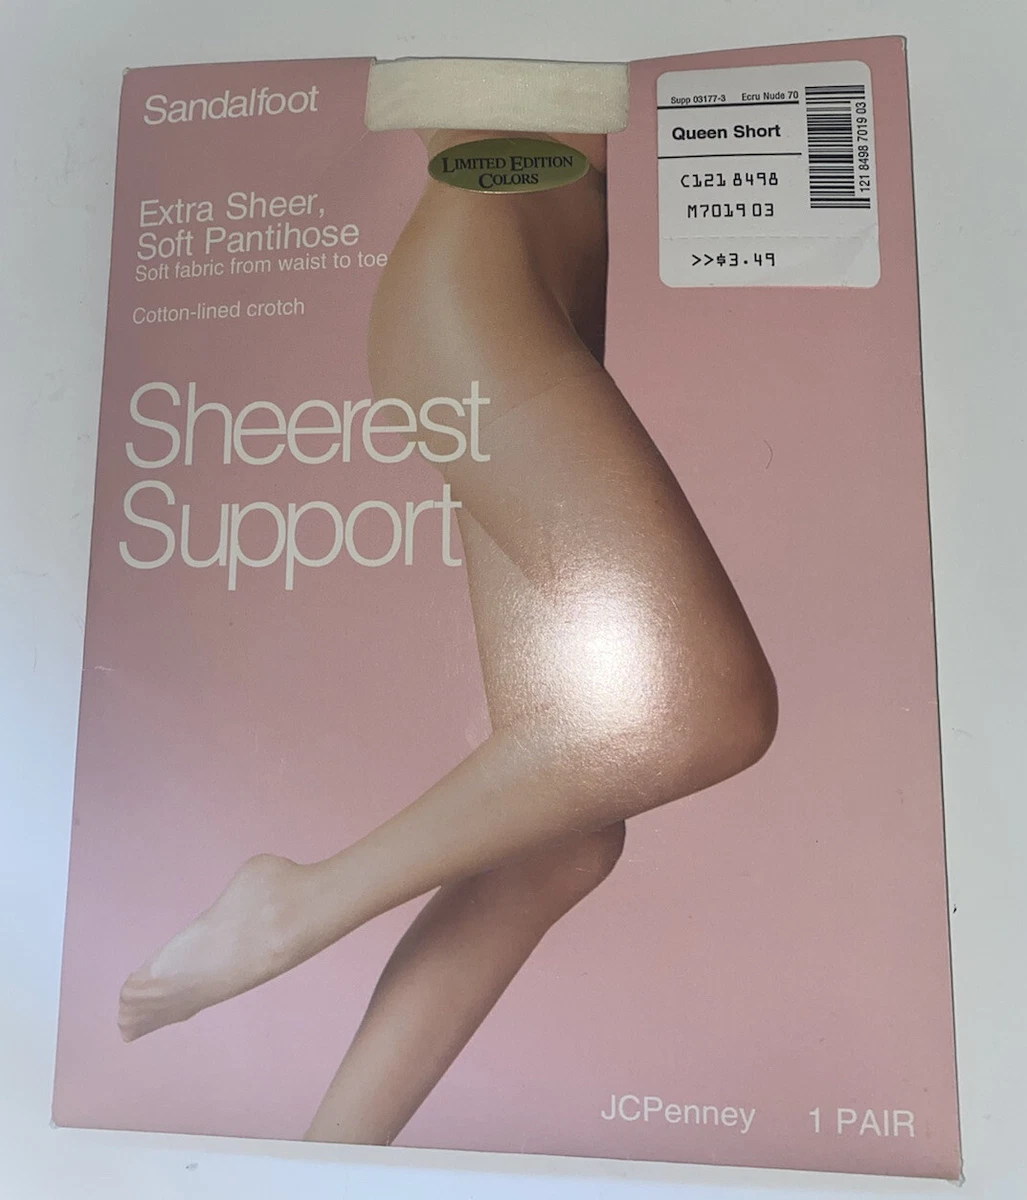 Sandalfoot
LIMITED EDITION
COLORS
Supp 03177-3 Ecru Nude 70
Queen Short
C121 8498
M7019 03
>>$3.49
121 8498 7019 03
Extra Sheer,
Soft Pantihose
Soft fabric from waist to toe
Cotton-lined crotch
Sheerest
Support
JCPenney 1 PAIR